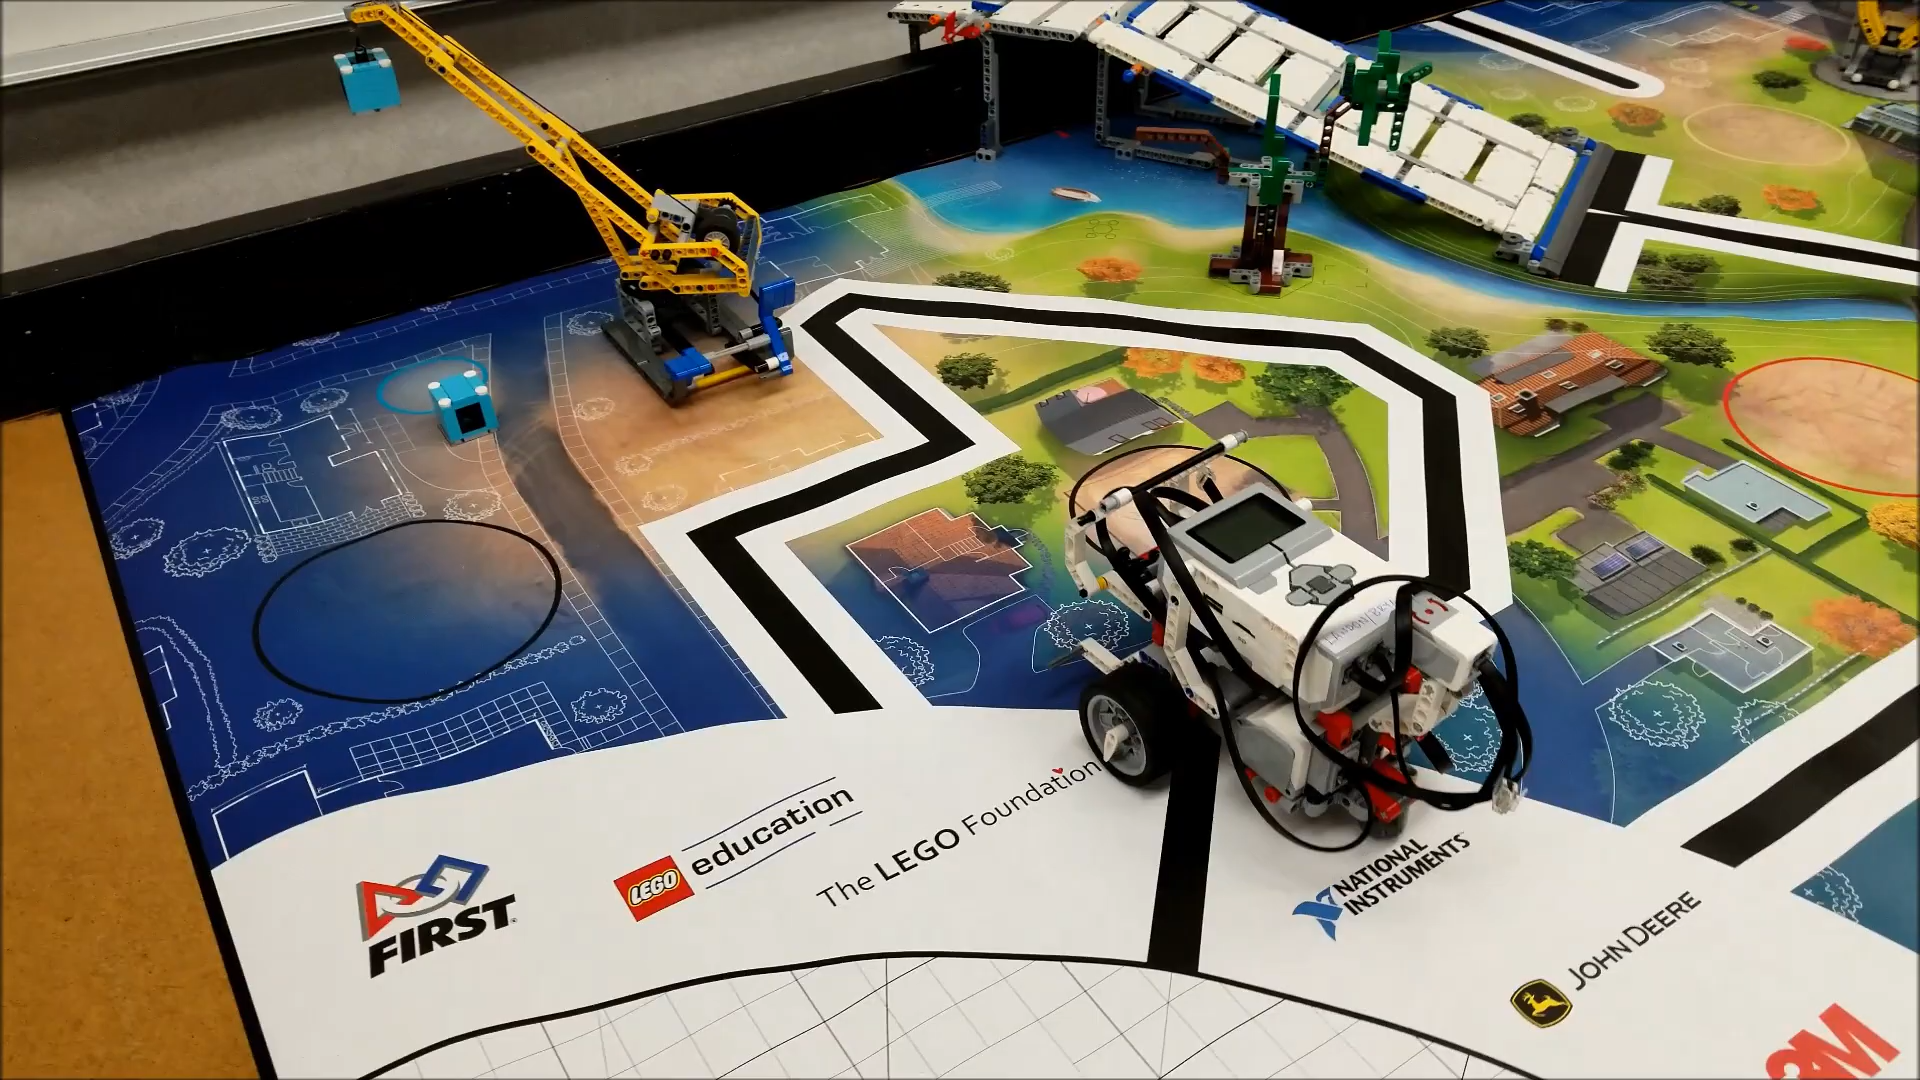 FIRST
LEGO education
The LEGO Foundation
NATIONAL
INSTRUMENTS
JOHN DEERE
3M